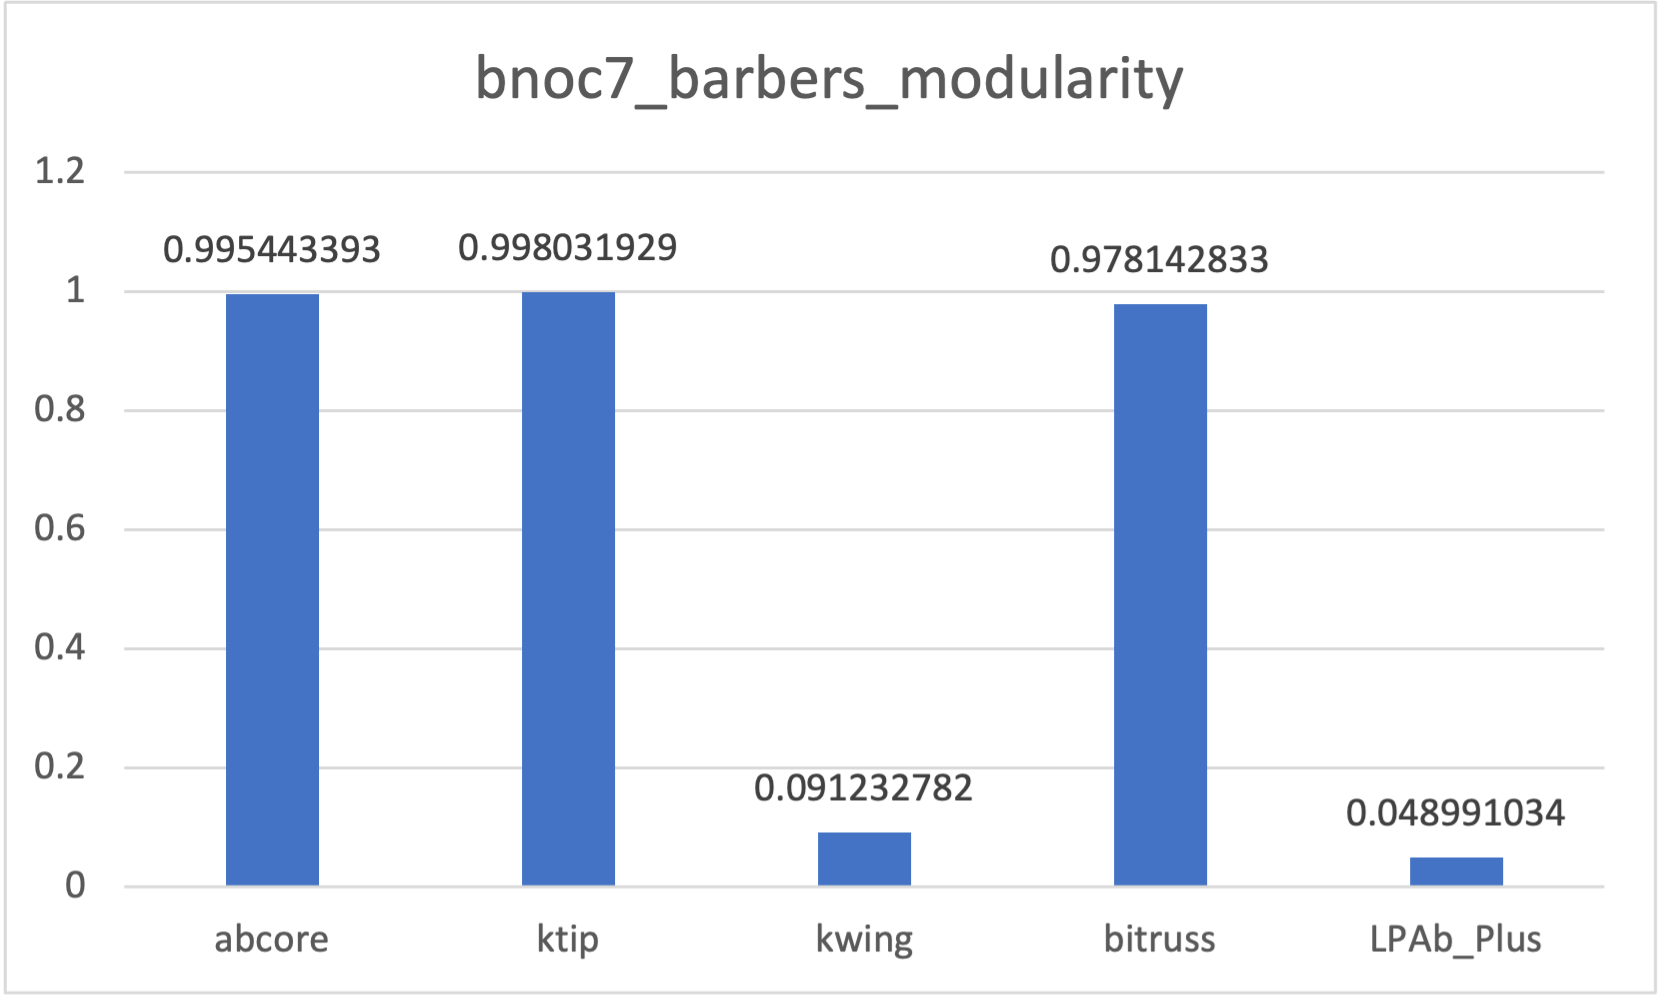 bnoc7_barbers_modularity
1.2
1
0.8
0.6
0.4
0.2
0
0.995443393
0.998031929
0.091232782
0.978142833
0.048991034
abcore
ktip
kwing
bitruss
LPAb_Plus